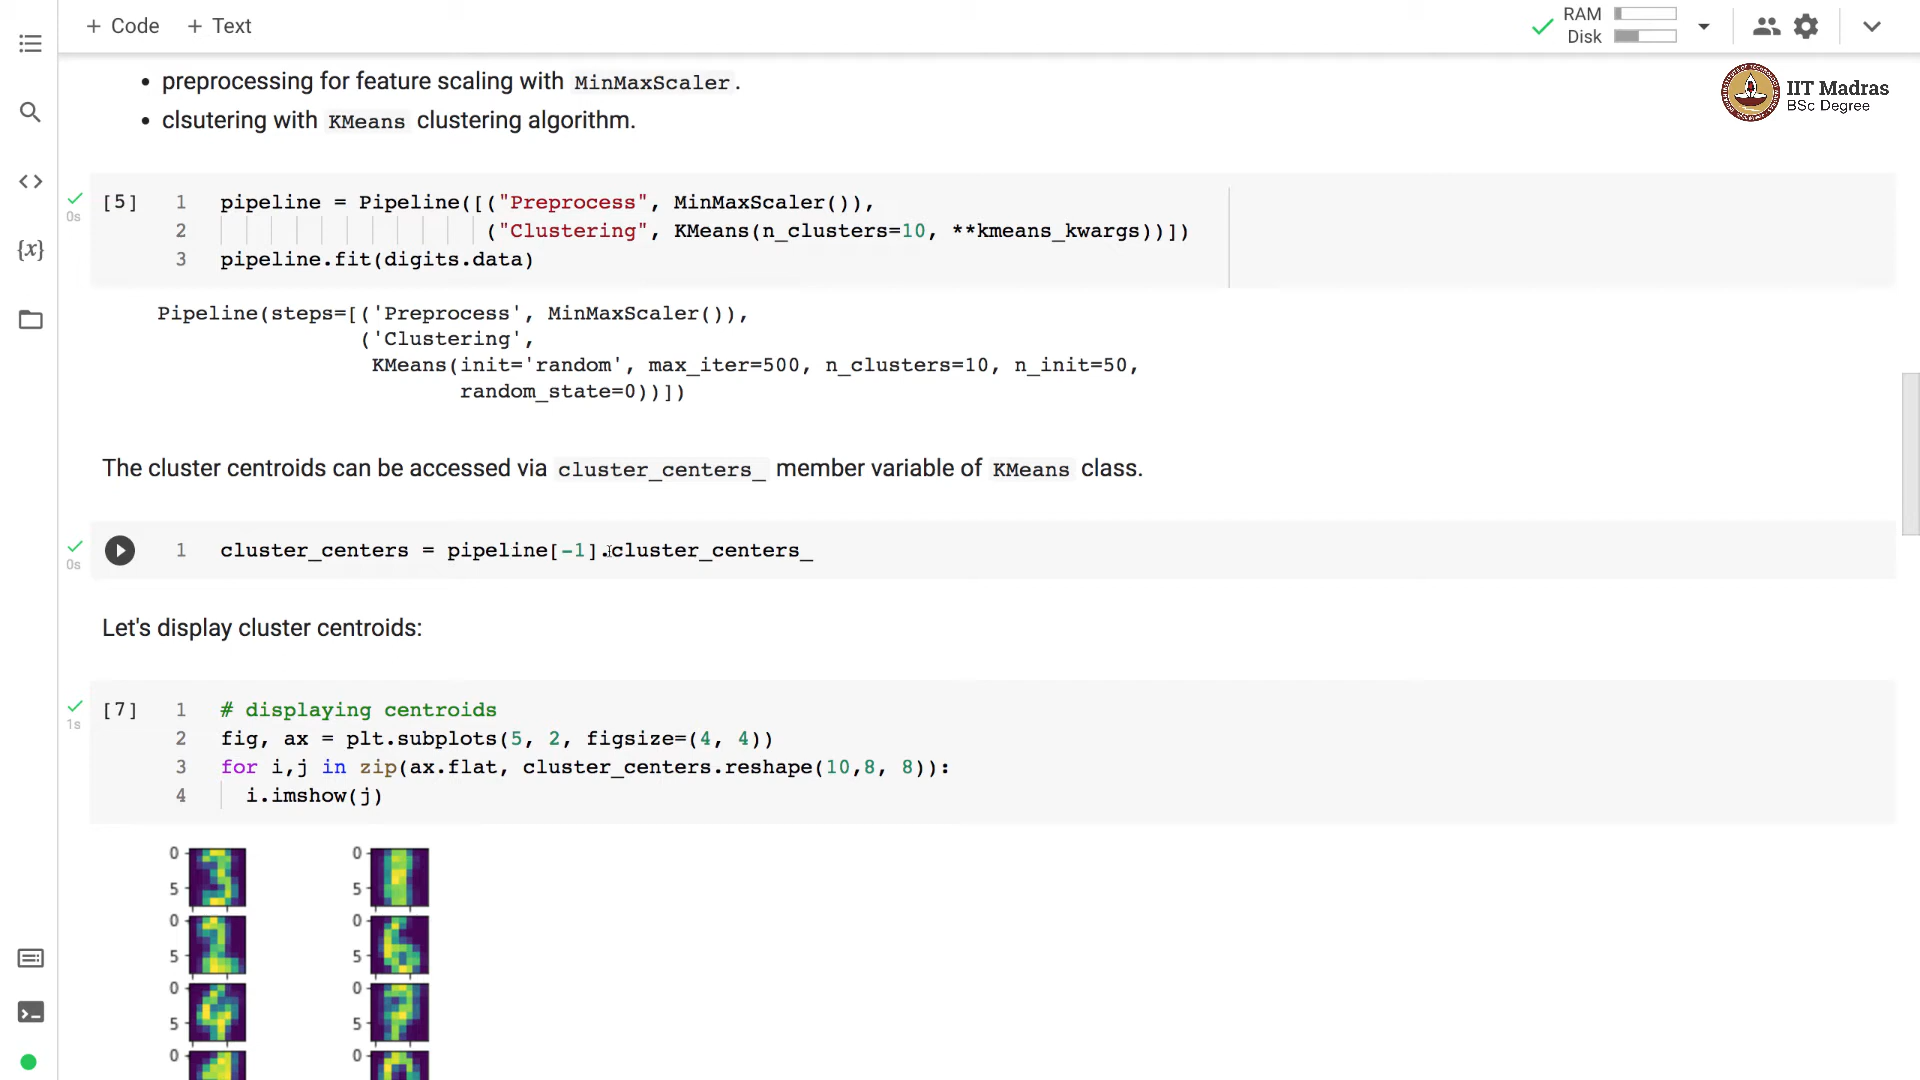 + Code + Text
RAM
Disk
IIT Madras
BSc Degree
• preprocessing for feature scaling with MinMaxScaler.
• clsutering with KMeans clustering algorithm.
0s
[5]
1 pipeline = Pipeline([("Preprocess", MinMaxScaler()),
2 ("Clustering", KMeans(n_clusters=10, **kmeans_kwargs))])
3 pipeline.fit(digits.data)
Pipeline(steps=[('Preprocess', MinMaxScaler()),
('Clustering',
KMeans(init='random', max_iter=500, n_clusters=10, n_init=50,
random_state=0))])
The cluster centroids can be accessed via cluster_centers_ member variable of KMeans class.
0s
1 cluster_centers = pipeline[-1].cluster_centers_
Let's display cluster centroids:
1s
[7]
1 # displaying centroids
2 fig, ax = plt.subplots(5, 2, figsize=(4, 4))
3 for i,j in zip(ax.flat, cluster_centers.reshape(10,8, 8)):
4 i.imshow(j)
0 0
5 5
0 0
5 5
0 0
5 5
0 0